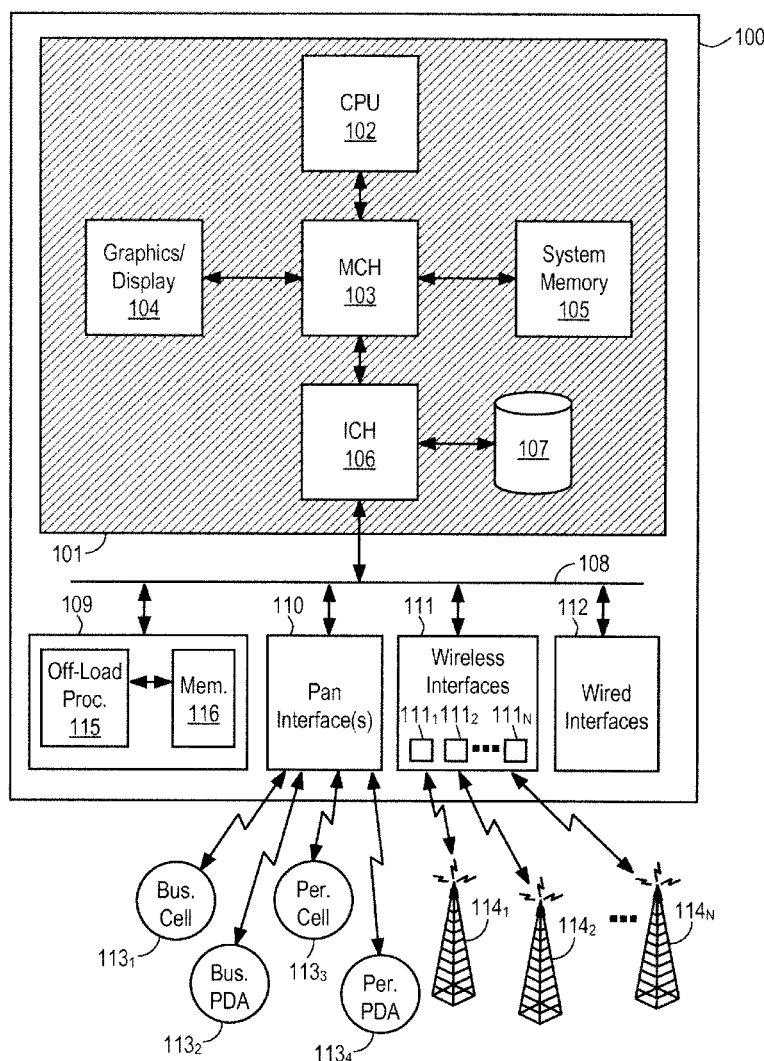 100
CPU
102
Graphics/
Display
104
MCH
103
System
Memory
105
ICH
106
107
101
108
109
110
111
112
Off-Load
Proc.
115
Mem.
116
Pan
Interface(s)
Wireless
Interfaces
111₁ 111₂ 111N
Wired
Interfaces
Bus.
Cell
113₁
Bus.
PDA
113₂
Per.
Cell
113₃
Per.
PDA
113₄
114₁
114₂
114N